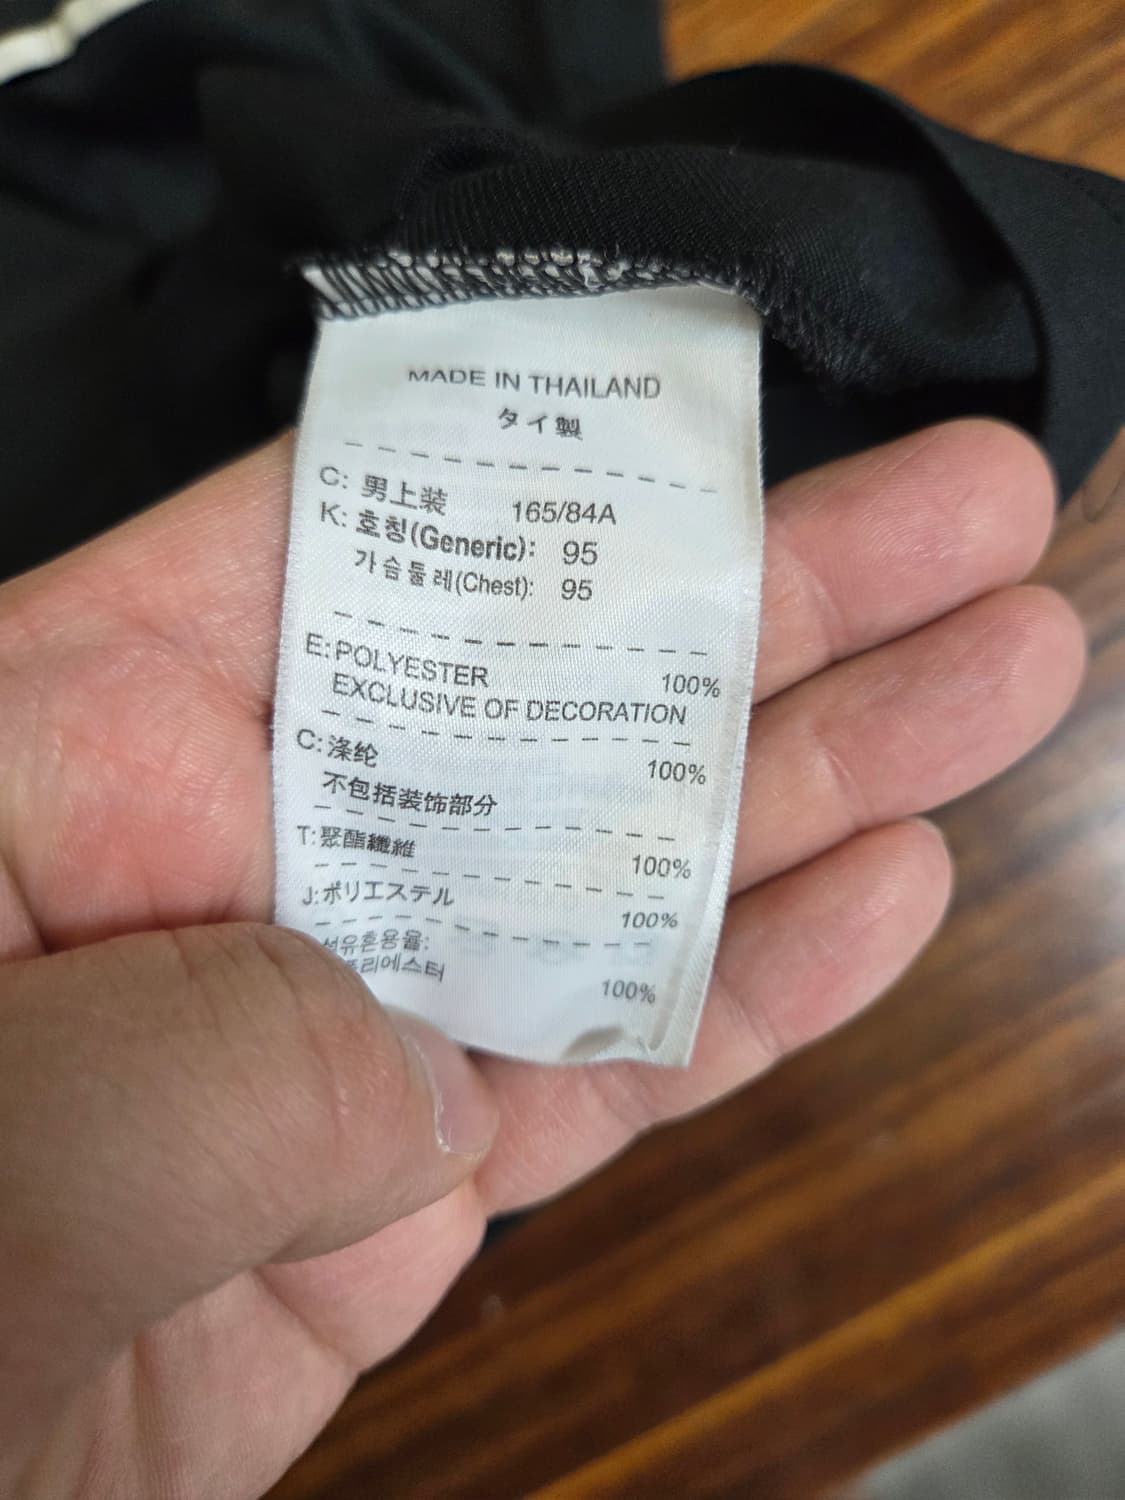 MADE IN THAILAND
タイ製
C: 男上装 165/84A
K: 호칭(Generic): 95
가슴둘레(Chest): 95
E: POLYESTER 100%
EXCLUSIVE OF DECORATION
C: 涤纶 100%
不包括装饰部分
T: 聚酯纖維 100%
J: ポリエステル 100%
섬유혼용율:
폴리에스터 100%